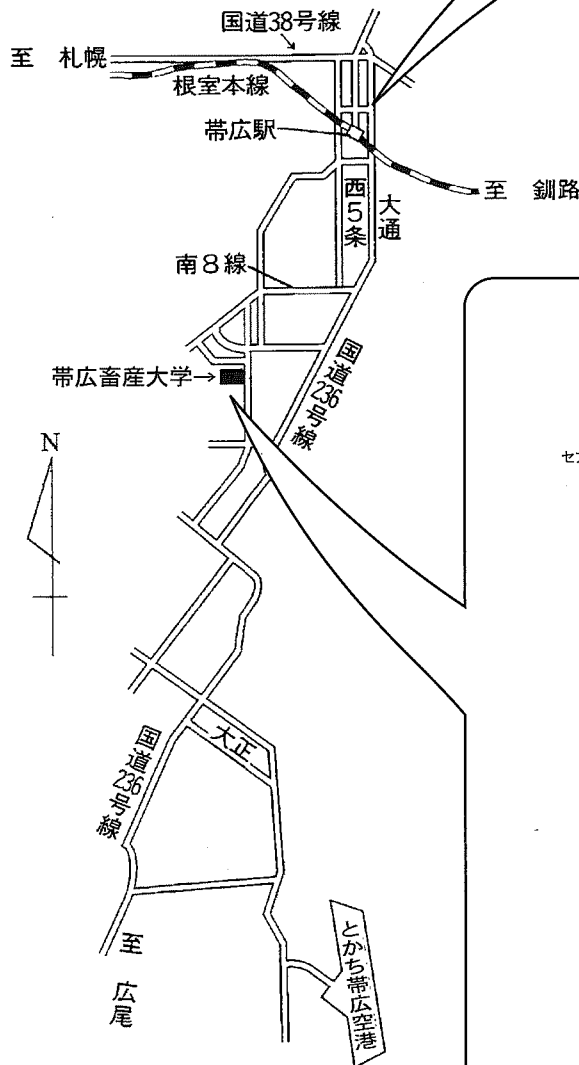 国道38号線
至 札幌
根室本線
帯広駅
至 釧路
西5条
大通
南8線
帯広畜産大学→
国道236号線
N
セブ
大正
国道236号線
至 広尾
とかち帯広空港